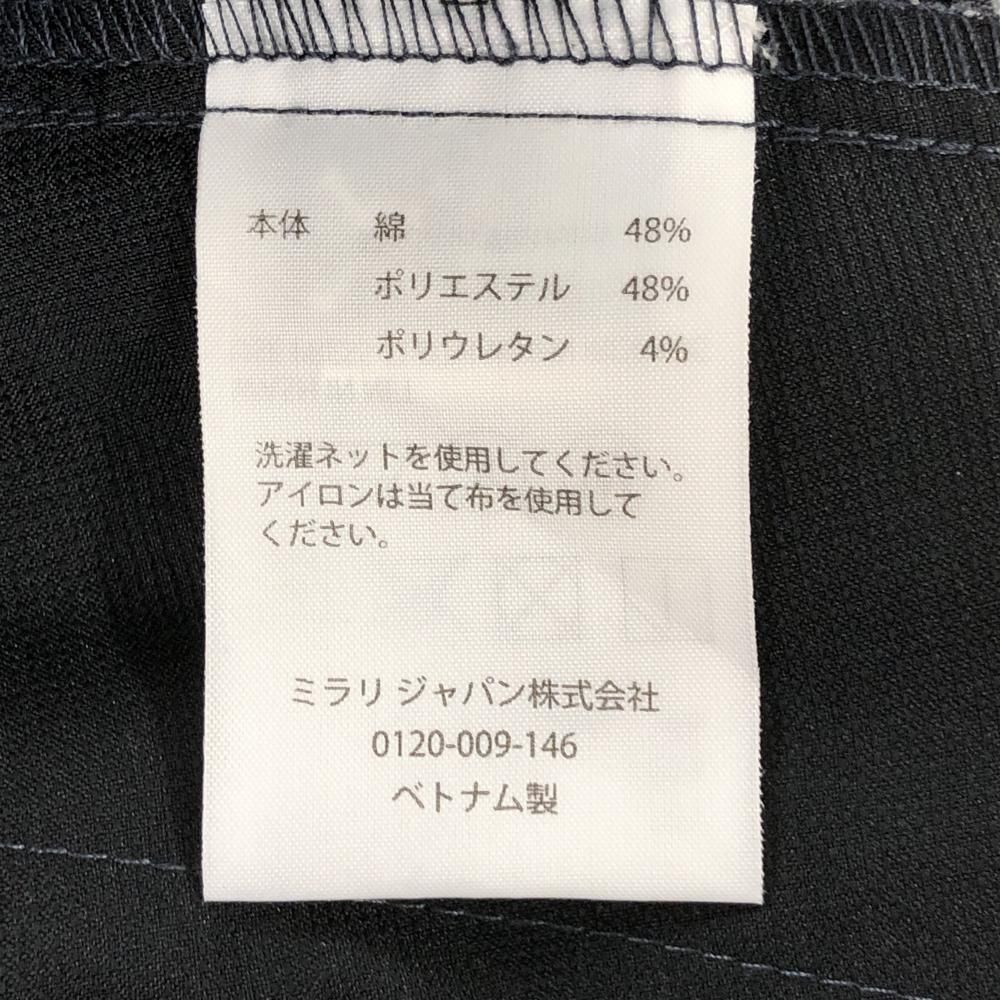 本体 綿 48%
ポリエステル 48%
ポリウレタン 4%
洗濯ネットを使用してください。
アイロンは当て布を使用して
ください。
ミラリ ジャパン株式会社
0120-009-146
ベトナム製